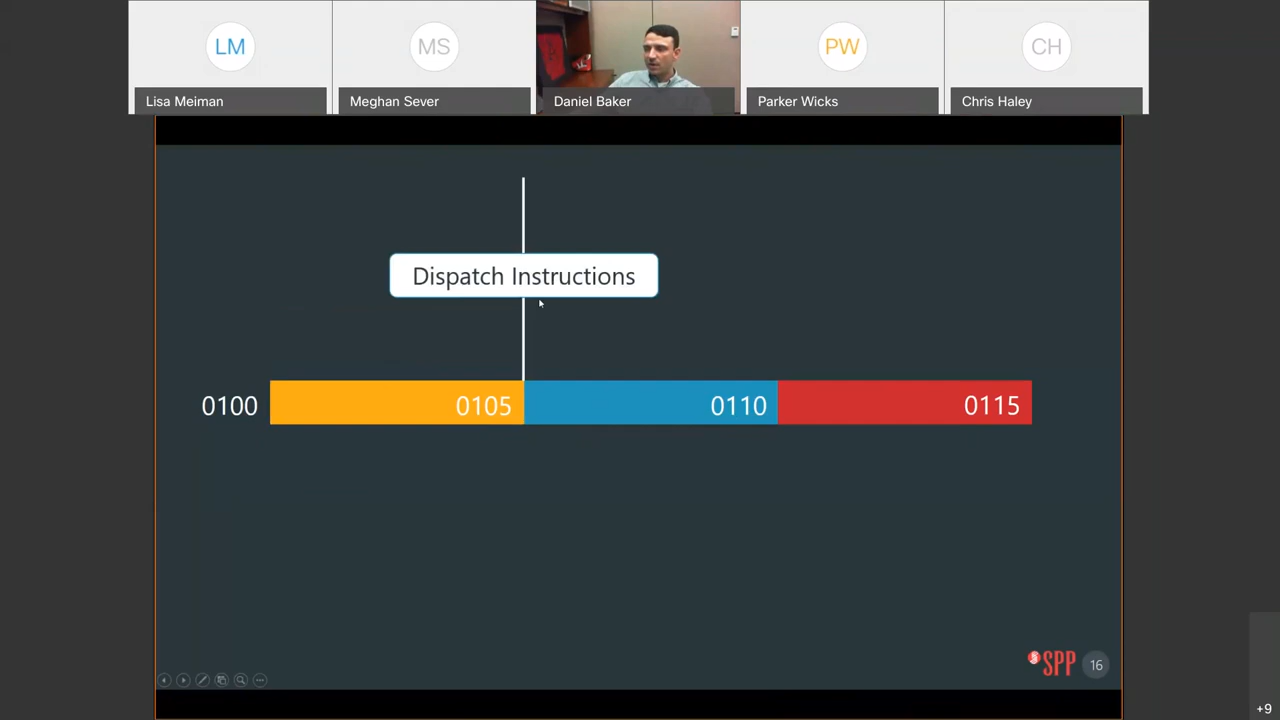 LM
MS
PW
CH
Lisa Meiman
Meghan Sever
Daniel Baker
Parker Wicks
Chris Haley
Dispatch Instructions
0100
0105
0110
0115
SPP
16
+9